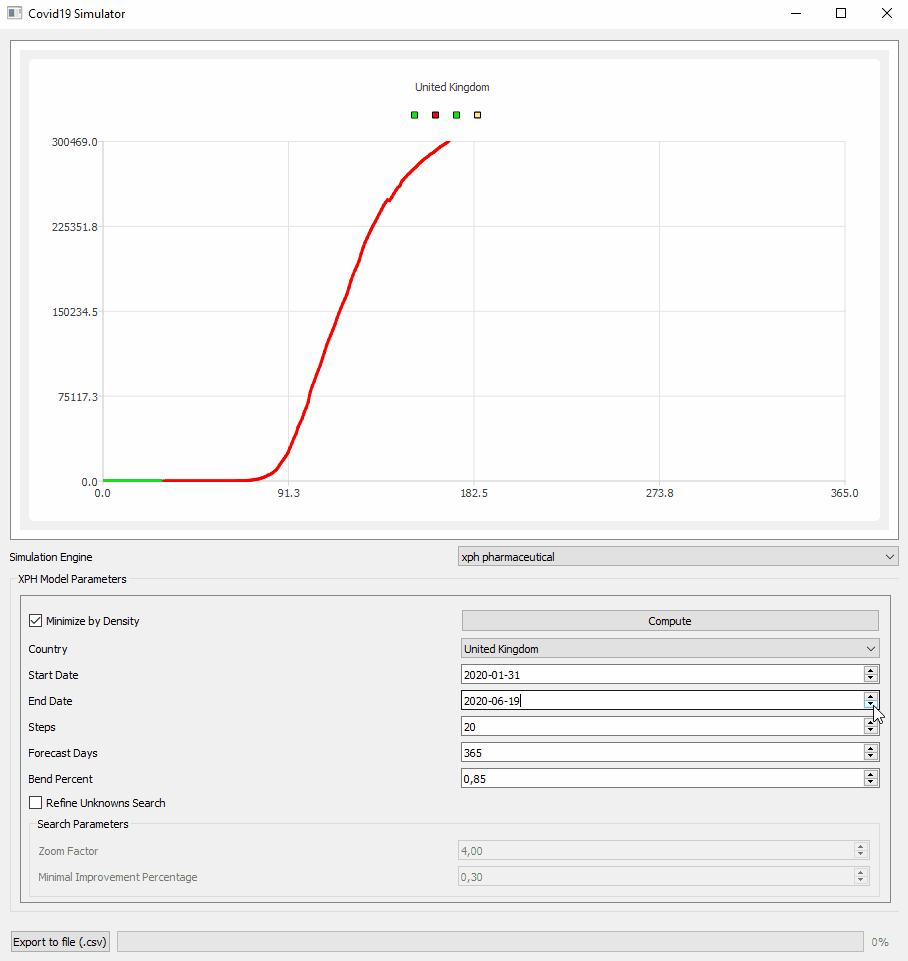 Covid19 Simulator
United Kingdom
300469.0
225351.8
150234.5
75117.3
0.0
0.0 91.3 182.5 273.8 365.0
Simulation Engine xph pharmaceutical
XPH Model Parameters
Minimize by Density Compute
Country United Kingdom
Start Date 2020-01-31
End Date 2020-06-19
Steps 20
Forecast Days 365
Bend Percent 0,85
Refine Unknowns Search
Search Parameters
Zoom Factor 4,00
Minimal Improvement Percentage 0,30
Export to file (.csv) 0%